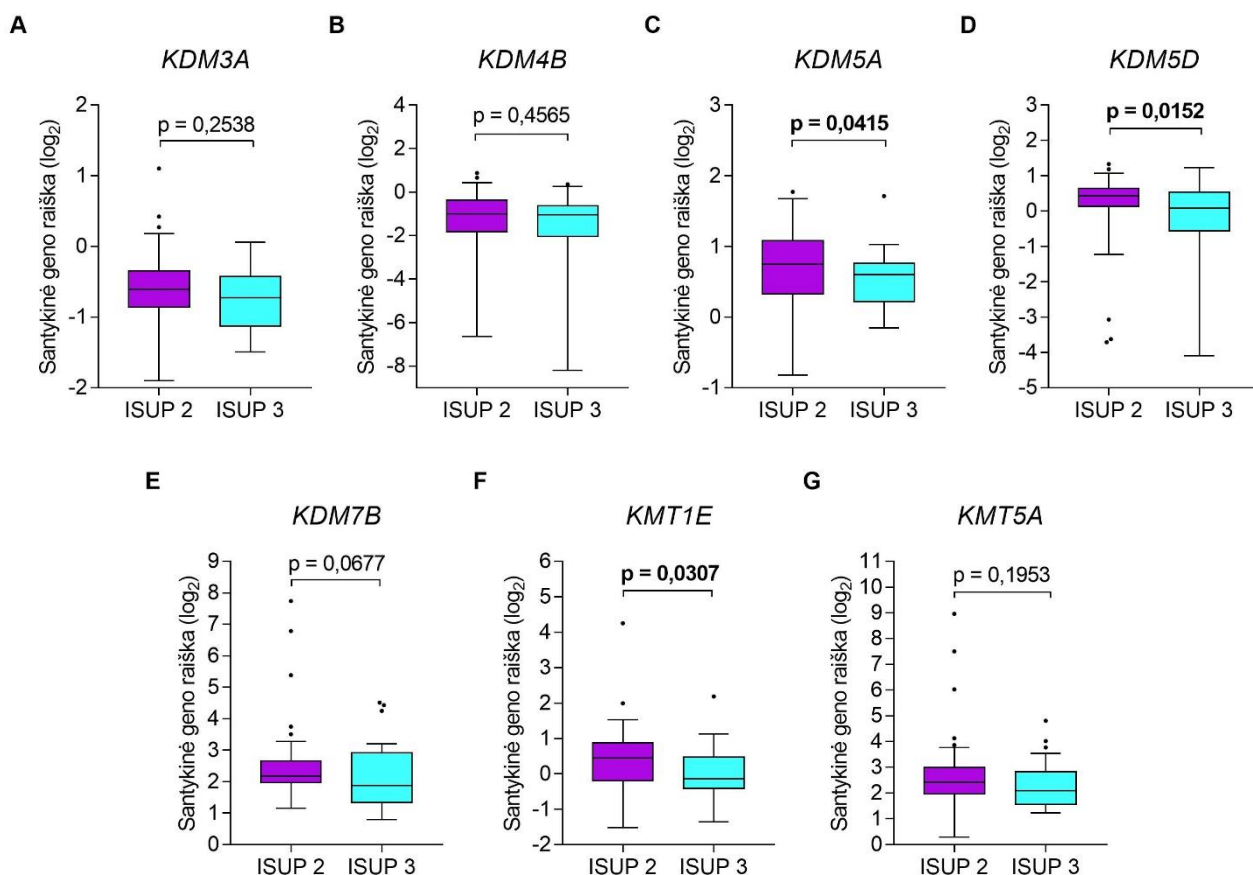 A
KDM3A
Santykinė geno raiška (log2)
2
1
0
-1
-2
p = 0,2538
ISUP 2
ISUP 3
B
KDM4B
Santykinė geno raiška (log2)
4
2
0
-2
-4
-6
-8
p = 0,4565
ISUP 2
ISUP 3
C
KDM5A
Santykinė geno raiška (log2)
3
2
1
0
-1
p = 0,0415
ISUP 2
ISUP 3
D
KDM5D
Santykinė geno raiška (log2)
3
2
1
0
-1
-2
-3
-4
-5
p = 0,0152
ISUP 2
ISUP 3
E
KDM7B
Santykinė geno raiška (log2)
9
8
7
6
5
4
3
2
1
0
p = 0,0677
ISUP 2
ISUP 3
F
KMT1E
Santykinė geno raiška (log2)
6
5
4
3
2
1
0
-1
-2
p = 0,0307
ISUP 2
ISUP 3
G
KMT5A
Santykinė geno raiška (log2)
11
10
9
8
7
6
5
4
3
2
1
0
p = 0,1953
ISUP 2
ISUP 3